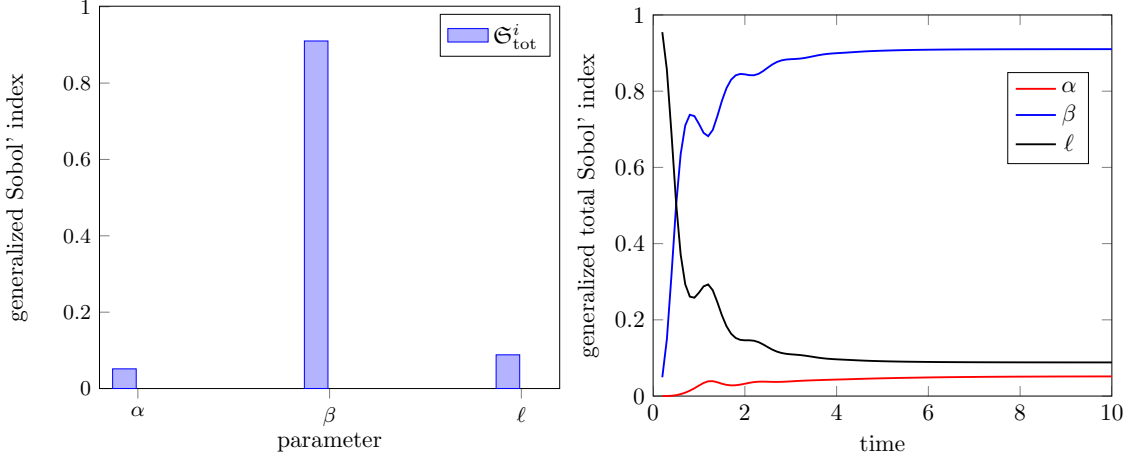 generalized Sobol' index
1
0.8
0.6
0.4
0.2
0
𝔖ⁱₜₒₜ
α
β
ℓ
parameter
generalized total Sobol' index
1
0.8
0.6
0.4
0.2
0
α
β
ℓ
0 2 4 6 8 10
time